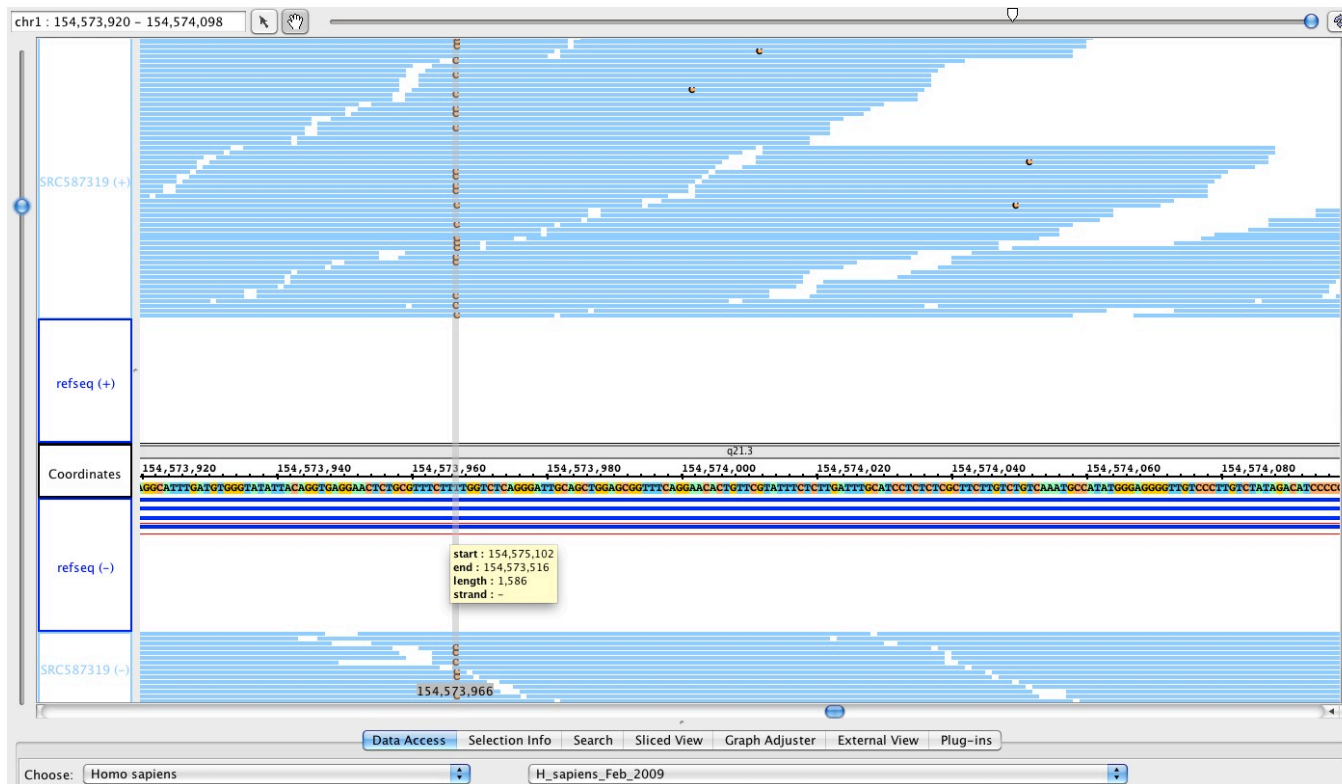 chr1 : 154,573,920 – 154,574,098
SRC587319 (+)
refseq (+)
q21.3
Coordinates
154,573,920 154,573,940 154,573,960 154,573,980 154,574,000 154,574,020 154,574,040 154,574,060 154,574,080
refseq (-)
start : 154,575,102
end : 154,573,516
length : 1,586
strand : -
SRC587319 (-)
154,573,966
Data Access Selection Info Search Sliced View Graph Adjuster External View Plug-ins
Choose: Homo sapiens H_sapiens_Feb_2009